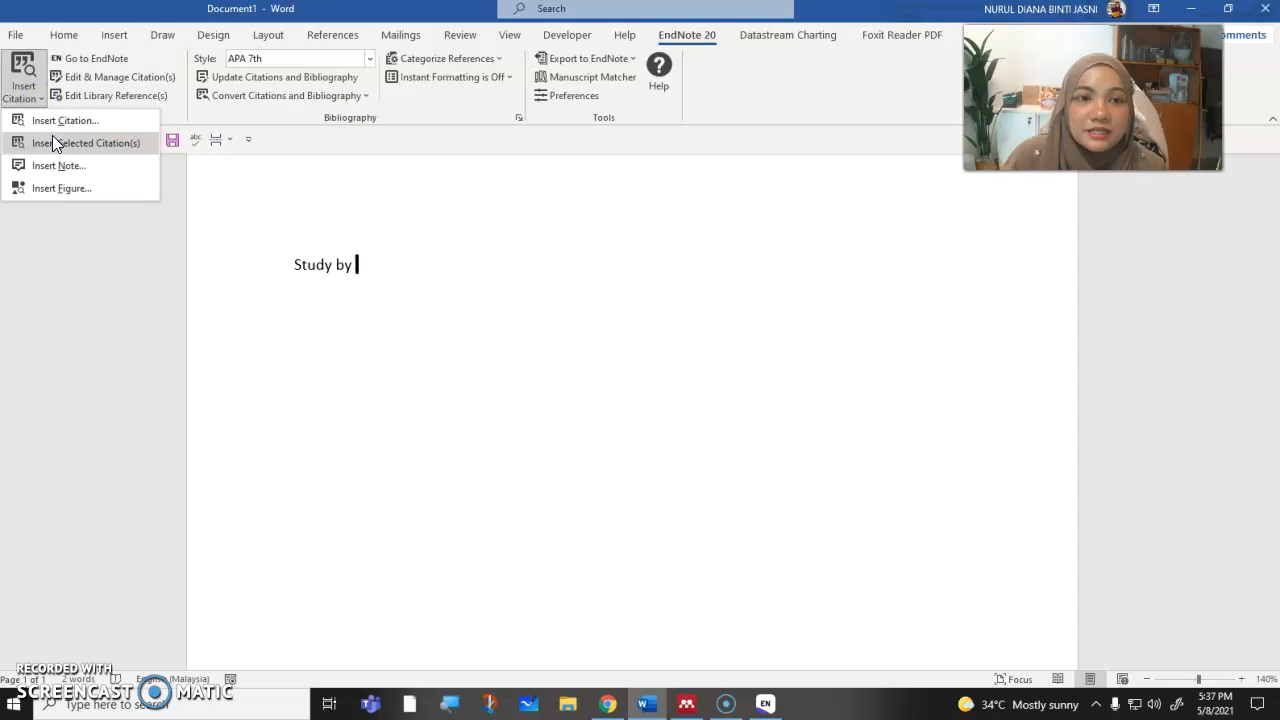 Document1 - Word
Search
NURUL DIANA BINTI JASNI
File Home Insert Draw Design Layout References Mailings Review View Developer Help EndNote 20 Datastream Charting Foxit Reader PDF
Insert Citation
EN Go to EndNote
Edit & Manage Citation(s)
Edit Library Reference(s)
Style: APA 7th
Update Citations and Bibliography
Convert Citations and Bibliography
Categorize References
Instant Formatting is Off
Bibliography
Export to EndNote
Manuscript Matcher
Preferences
Help
Tools
Insert Citation...
Insert Selected Citation(s)
Insert Note...
Insert Figure...
abc
Study by
RECORDED WITH
SCREENCAST MATIC
Page 1 of 1 2 words English (Malaysia)
Focus
140%
Type here to search
EN
34°C Mostly sunny
5:37 PM
5/8/2021